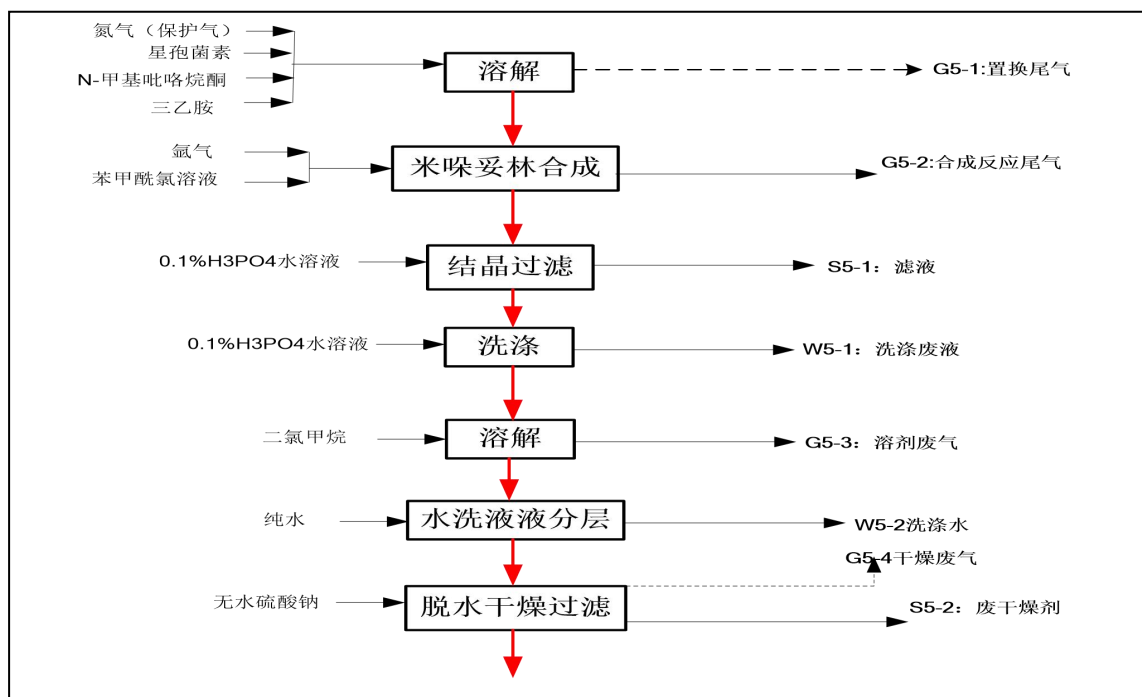 氮气（保护气）
星孢菌素
N-甲基吡咯烷酮
三乙胺
溶解
G5-1:置换尾气
氩气
苯甲酰氯溶液
米哚妥林合成
G5-2:合成反应尾气
0.1%H3PO4水溶液
结晶过滤
S5-1：滤液
0.1%H3PO4水溶液
洗涤
W5-1：洗涤废液
二氯甲烷
溶解
G5-3：溶剂废气
纯水
水洗液液分层
W5-2洗涤水
G5-4干燥废气
无水硫酸钠
脱水干燥过滤
S5-2：废干燥剂